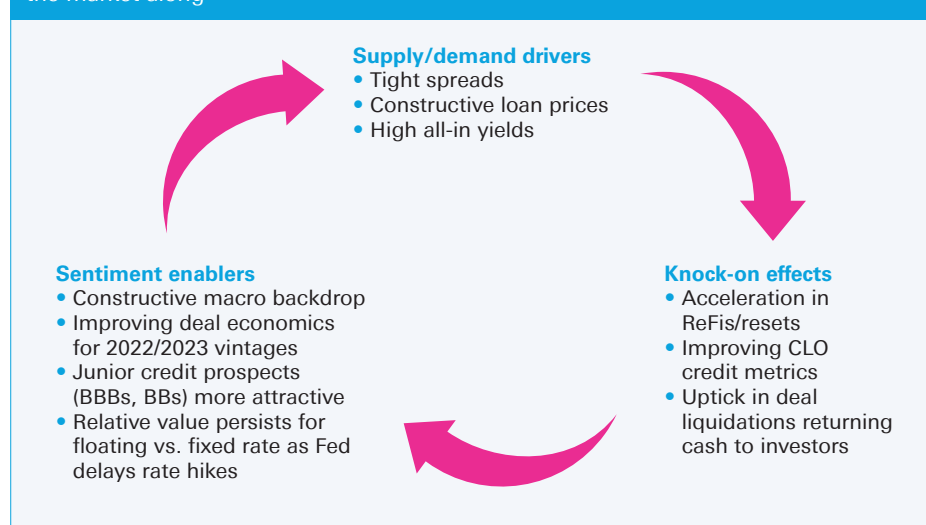 the market along
Supply/demand drivers
• Tight spreads
• Constructive loan prices
• High all-in yields
Sentiment enablers
• Constructive macro backdrop
• Improving deal economics
for 2022/2023 vintages
• Junior credit prospects
(BBBs, BBs) more attractive
• Relative value persists for
floating vs. fixed rate as Fed
delays rate hikes
Knock-on effects
• Acceleration in
ReFis/resets
• Improving CLO
credit metrics
• Uptick in deal
liquidations returning
cash to investors